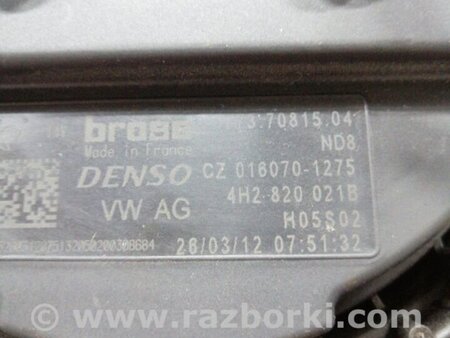 brose 3.70815.04
Made in France ND8
DENSO CZ 016070-1275
VW AG 4H2 820 021B
H05S02
26/03/12 07:51:32
www.razborki.com